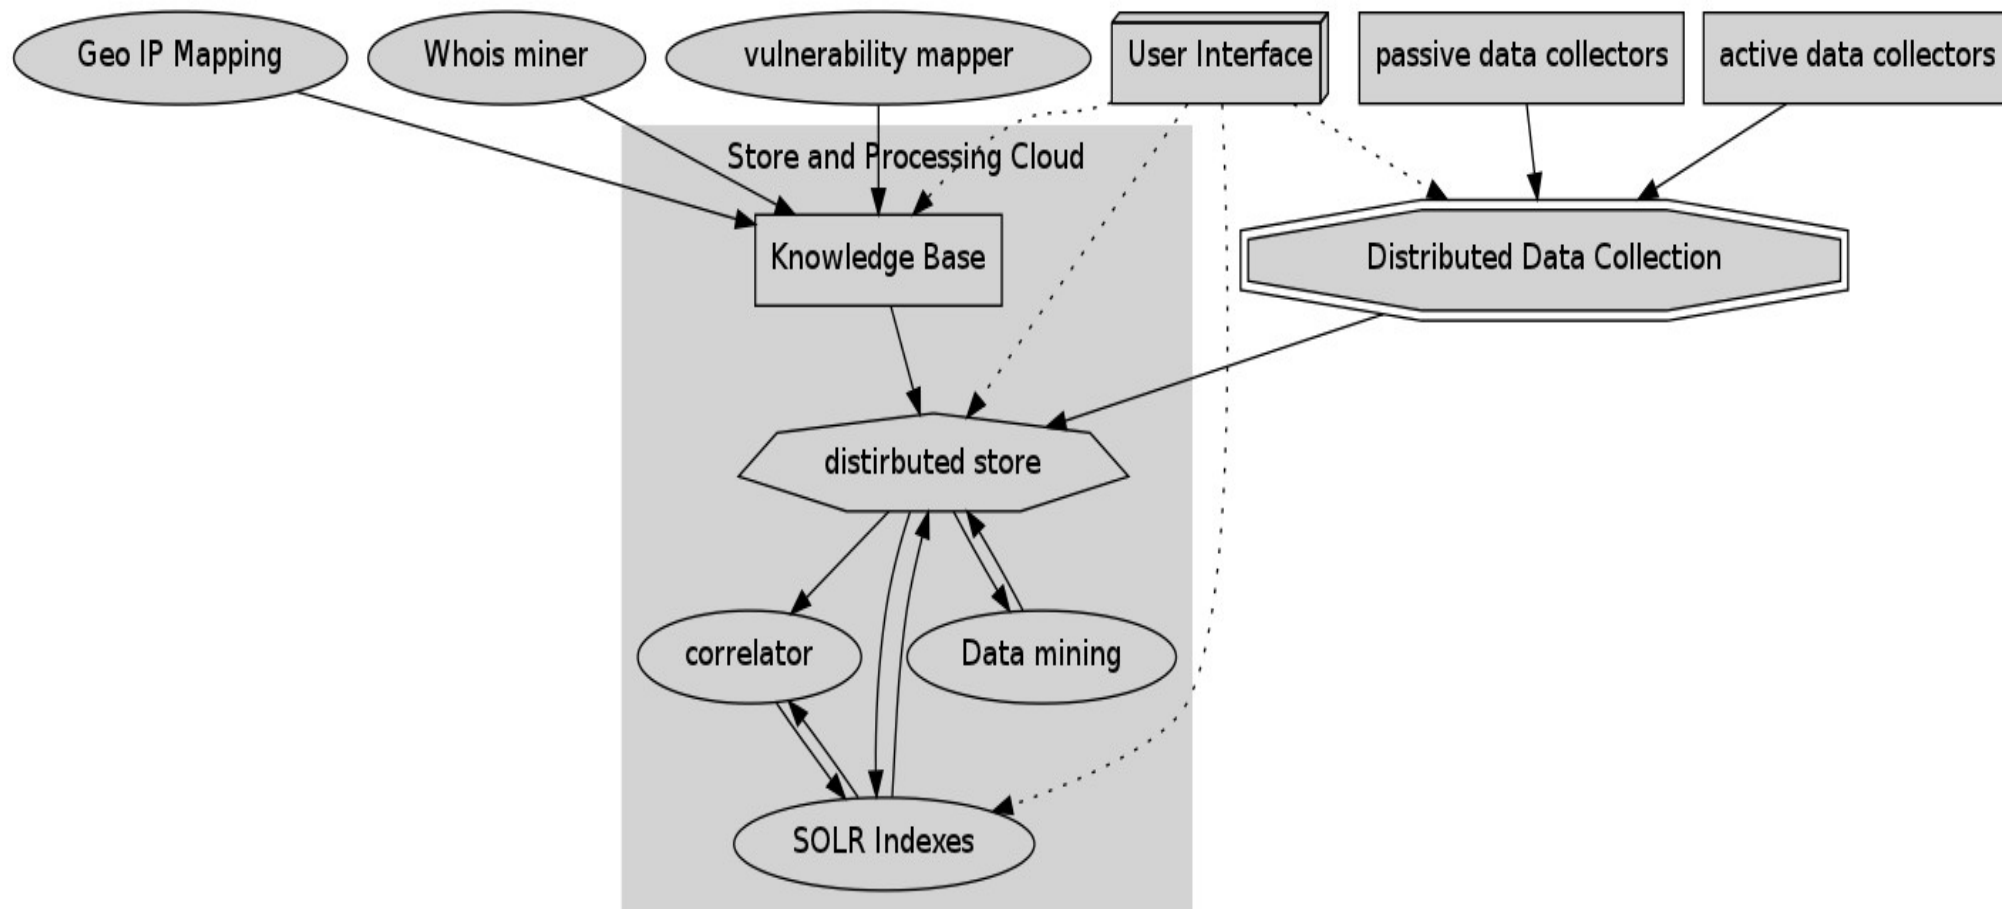 Geo IP Mapping
Whois miner
vulnerability mapper
User Interface
passive data collectors
active data collectors
Store and Processing Cloud
Knowledge Base
Distributed Data Collection
distirbuted store
correlator
Data mining
SOLR Indexes